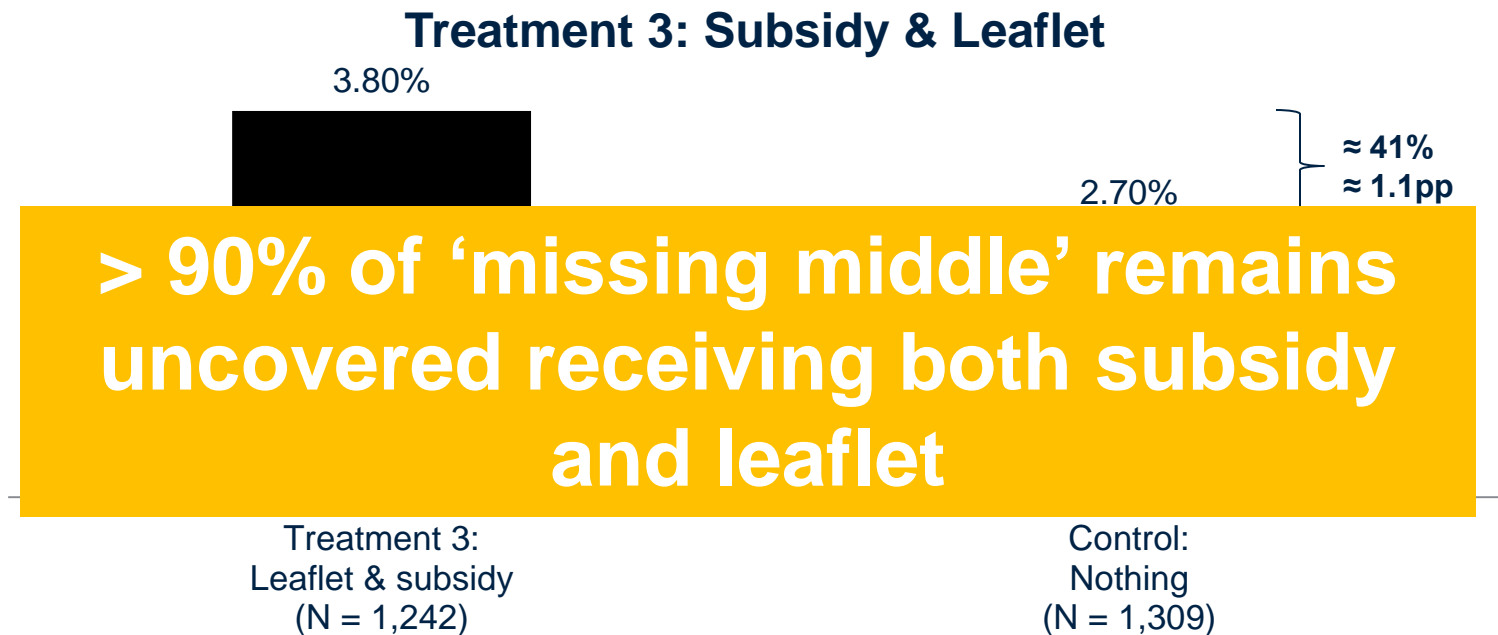 Treatment 3: Subsidy & Leaflet
3.80%
≈ 41%
≈ 1.1pp
2.70%
> 90% of ‘missing middle’ remains
uncovered receiving both subsidy
and leaflet
Treatment 3:
Leaflet & subsidy
(N = 1,242)
Control:
Nothing
(N = 1,309)